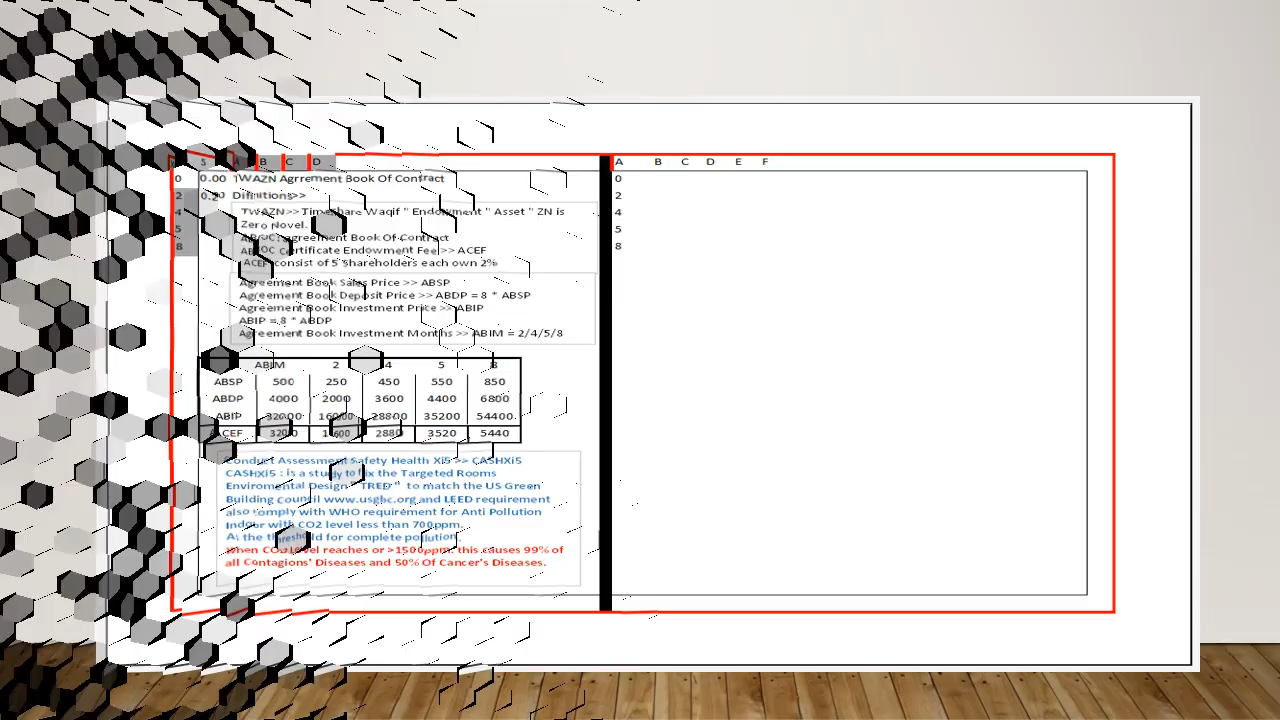 S A B C D
0 0.00 TWAZN Agrrement Book Of Contract
2 0.20 Difinitions>>
4
5
8
TWAZN>> Timeshare Waqif " Endowment " Asset " ZN is
Zero Novel.
ABOC: agreement Book Of Contract
Certificate Endowment Fee >> ACEF
ACEF consist of 5 Shareholders each own 2%
Agreement Book Sales Price >> ABSP
Agreement Book Deposit Price >> ABDP = 8 * ABSP
Agreement Book Investment Price >> ABIP
ABIP = 8 * ABDP
Agreement Book Investment Months >> ABIM = 2/4/5/8
ABIM 2 4 5 8
ABSP 500 250 450 550 850
ABDP 4000 2000 3600 4400 6800
ABIP 32000 16000 28800 35200 54400
ACEF 3200 1600 2880 3520 5440
Conduct Assessment Safety Health Xi5 >> CASHXi5
CASHXi5 : is a study to fix the Targeted Rooms
Enviromental Design " TRED " to match the US Green
Building Council www.usgbc.org and LEED requirement
also comply with WHO requirement for Anti Pollution
Indoor with CO2 level less than 700ppm.
As the threshold for complete pollution.
When CO2 Level reaches or >1500ppm. this causes 99% of
all Contagions' Diseases and 50% Of Cancer's Diseases.
A B C D E F
0
2
4
5
8